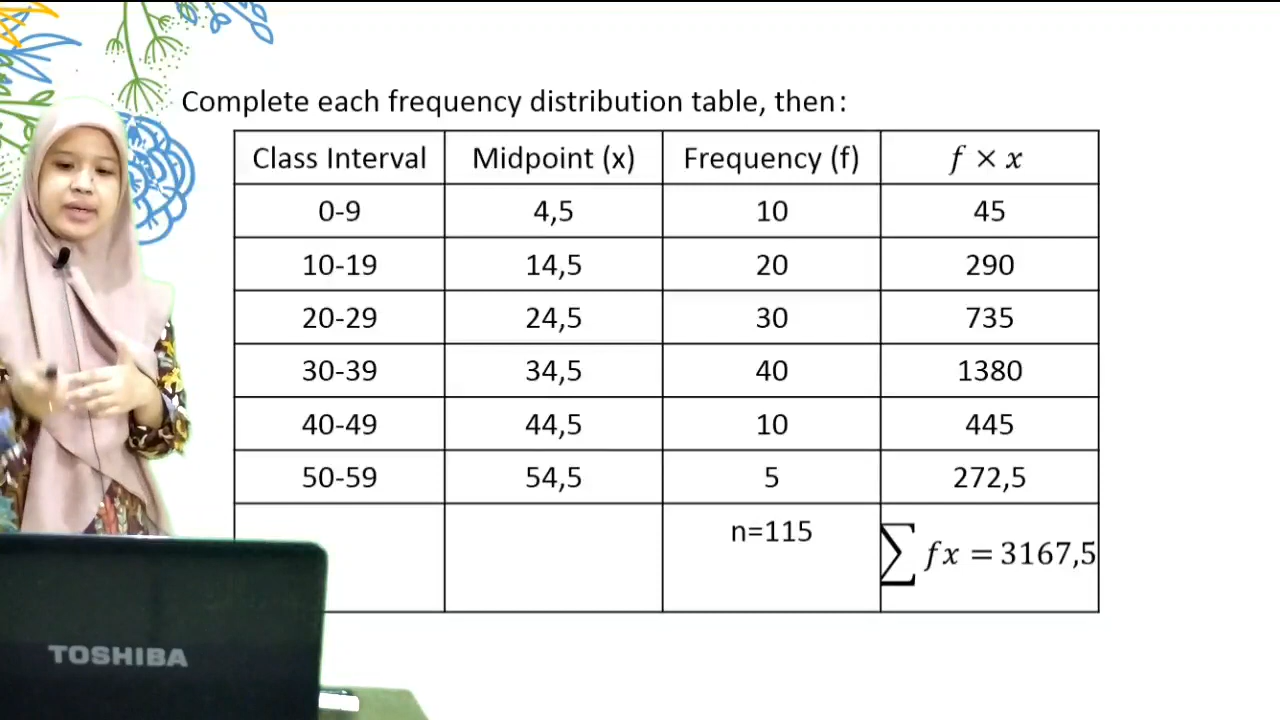 Complete each frequency distribution table, then:
Class Interval Midpoint (x) Frequency (f) f × x
0-9 4,5 10 45
10-19 14,5 20 290
20-29 24,5 30 735
30-39 34,5 40 1380
40-49 44,5 10 445
50-59 54,5 5 272,5
n=115 ∑ fx = 3167,5
TOSHIBA